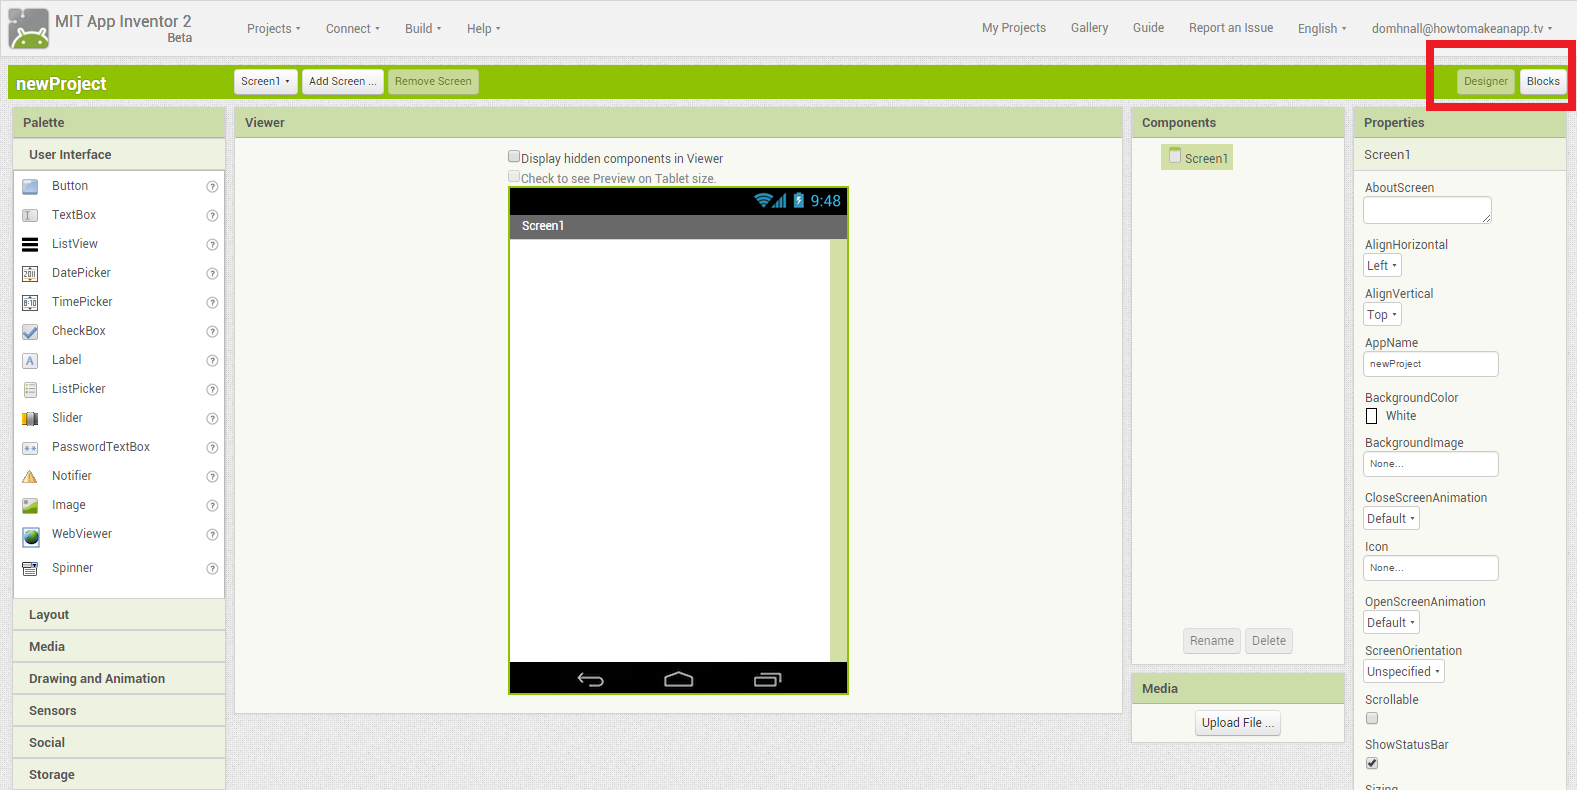 MIT App Inventor 2
Beta
Projects Connect Build Help
My Projects Gallery Guide Report an Issue English domhnall@howtomakeanapp.tv
newProject
Screen1 Add Screen ... Remove Screen
Designer Blocks
Palette
User Interface
Button ?
TextBox ?
ListView ?
DatePicker ?
TimePicker ?
CheckBox ?
Label ?
ListPicker ?
Slider ?
PasswordTextBox ?
Notifier ?
Image ?
WebViewer ?
Spinner ?
Layout
Media
Drawing and Animation
Sensors
Social
Storage
Viewer
Display hidden components in Viewer
Check to see Preview on Tablet size.
9:48
Screen1
Components
Screen1
Rename Delete
Media
Upload File ...
Properties
Screen1
AboutScreen
AlignHorizontal
Left
AlignVertical
Top
AppName
newProject
BackgroundColor
White
BackgroundImage
None...
CloseScreenAnimation
Default
Icon
None...
OpenScreenAnimation
Default
ScreenOrientation
Unspecified
Scrollable
ShowStatusBar
Sizing